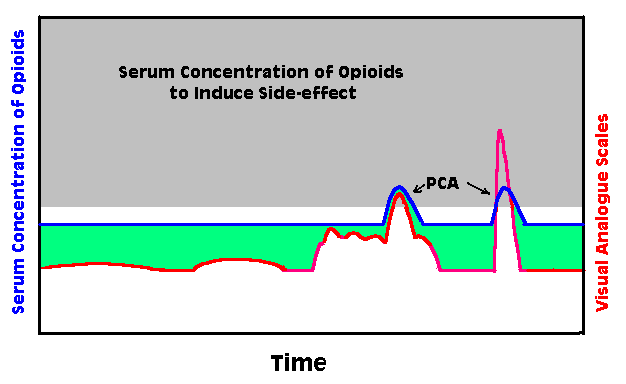 Serum Concentration of Opioids
to Induce Side-effect
PCA
Serum Concentration of Opioids
Visual Analogue Scales
Time